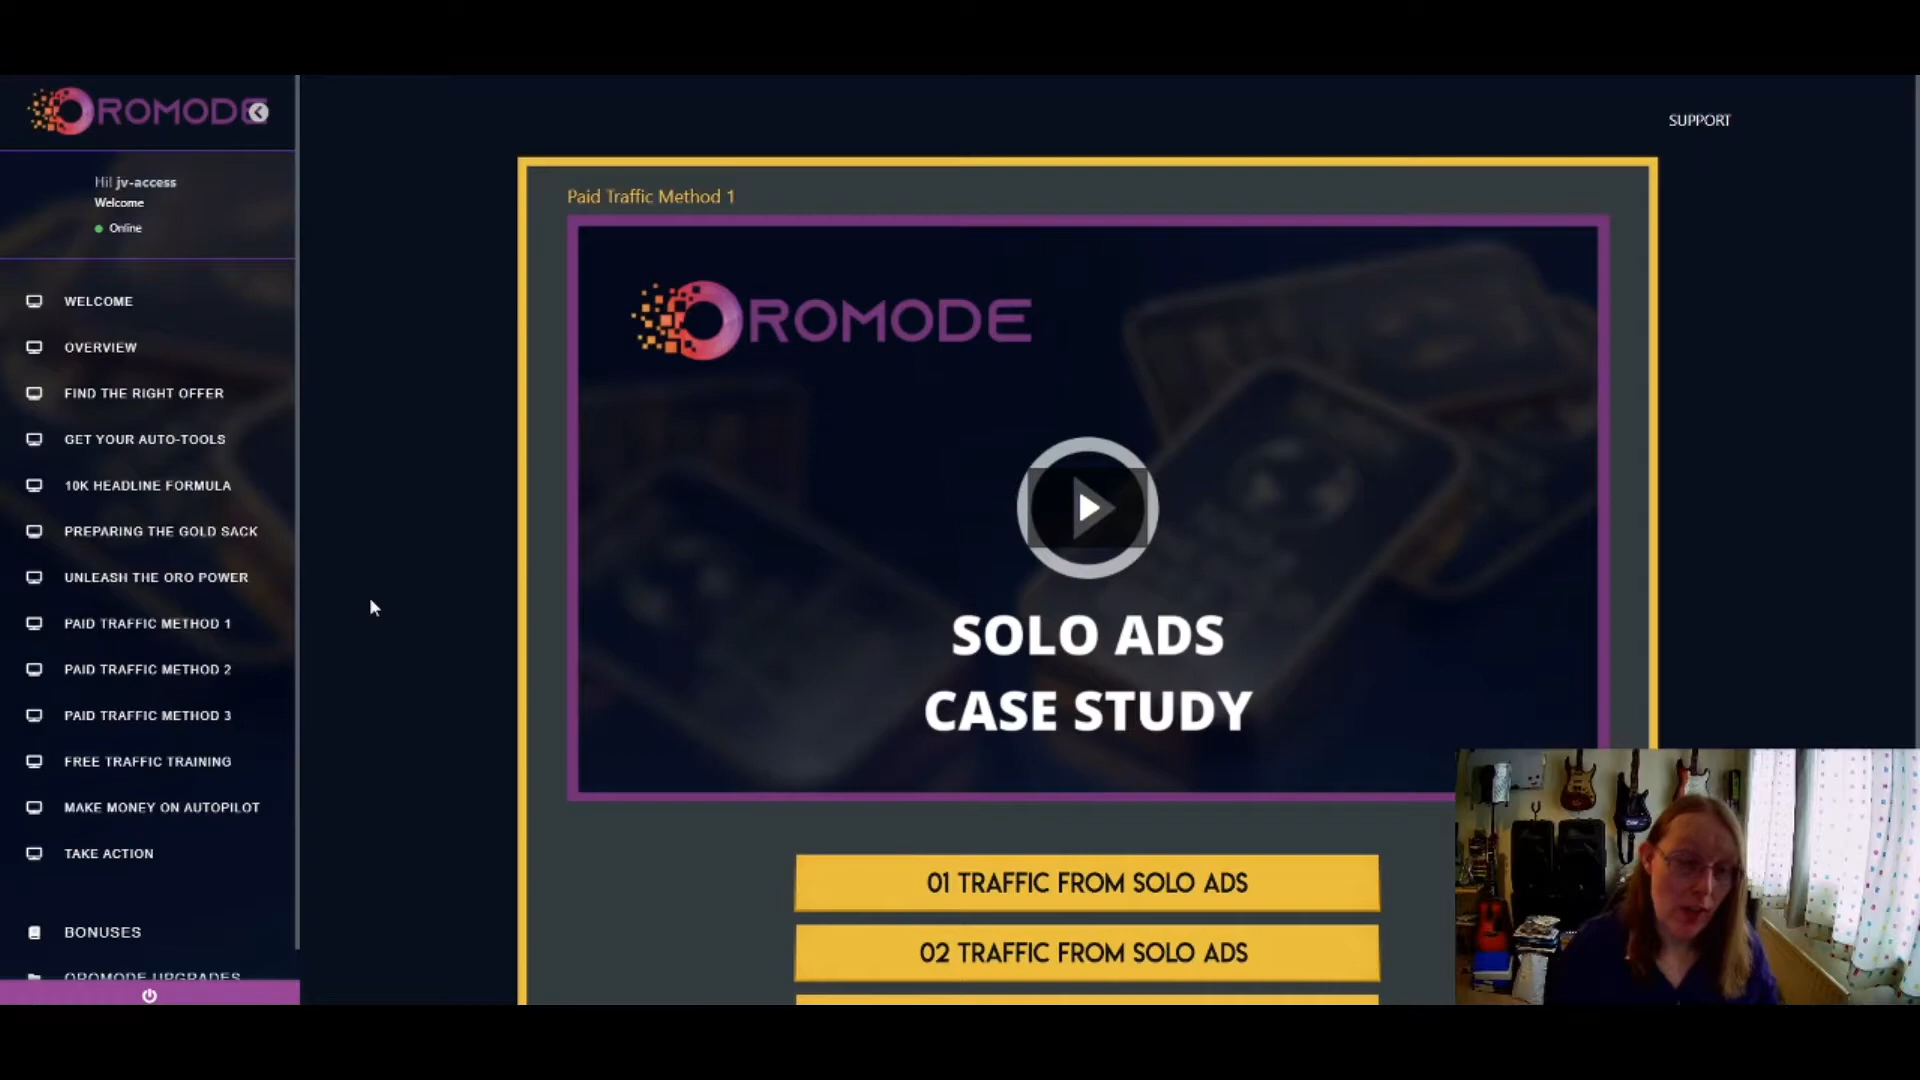 OROMODE
SUPPORT
Hi! jv-access
Welcome
Online
WELCOME
OVERVIEW
FIND THE RIGHT OFFER
GET YOUR AUTO-TOOLS
10K HEADLINE FORMULA
PREPARING THE GOLD SACK
UNLEASH THE ORO POWER
PAID TRAFFIC METHOD 1
PAID TRAFFIC METHOD 2
PAID TRAFFIC METHOD 3
FREE TRAFFIC TRAINING
MAKE MONEY ON AUTOPILOT
TAKE ACTION
BONUSES
OROMODE UPGRADES
Paid Traffic Method 1
OROMODE
SOLO ADS
CASE STUDY
01 TRAFFIC FROM SOLO ADS
02 TRAFFIC FROM SOLO ADS